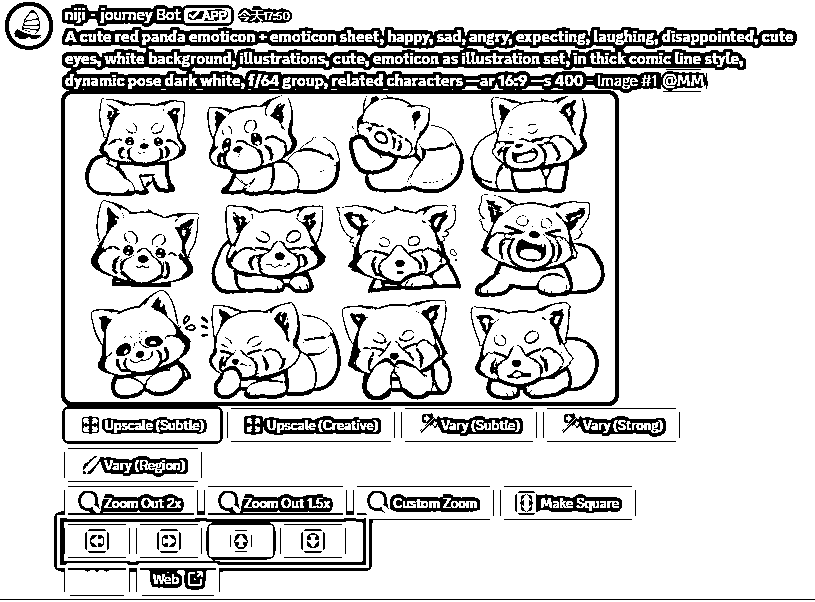 niji - journey Bot ✓ APP 今天17:50
A cute red panda emoticon + emoticon sheet, happy, sad, angry, expecting, laughing, disappointed, cute
eyes, white background, illustrations, cute, emoticon as illustration set, in thick comic line style,
dynamic pose dark white, f/64 group, related characters --ar 16:9 --s 400 - Image #1 @MM
Upscale (Subtle) Upscale (Creative) Vary (Subtle) Vary (Strong)
Vary (Region)
Zoom Out 2x Zoom Out 1.5x Custom Zoom Make Square
Web